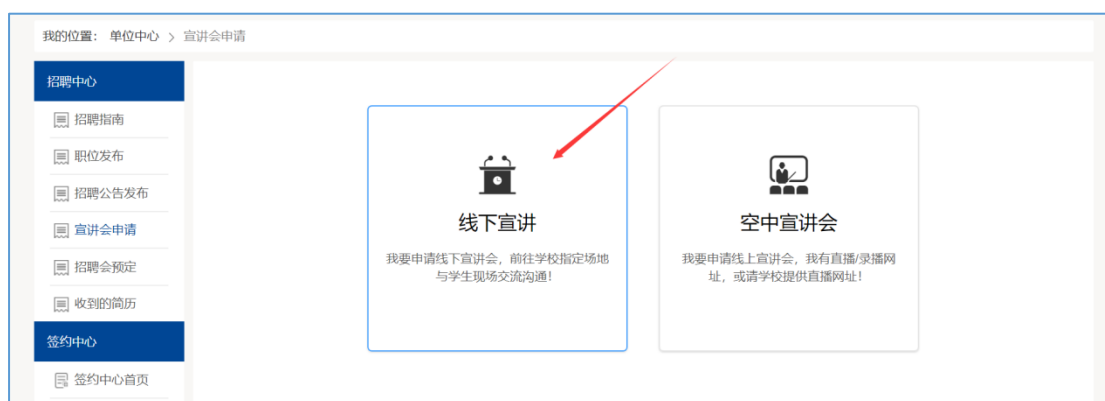 我的位置： 单位中心 > 宣讲会申请
招聘中心
招聘指南
职位发布
招聘公告发布
宣讲会申请
招聘会预定
收到的简历
签约中心
签约中心首页
线下宣讲
我要申请线下宣讲会，前往学校指定场地
与学生现场交流沟通！
空中宣讲会
我要申请线上宣讲会，我有直播/录播网
址，或请学校提供直播网址！